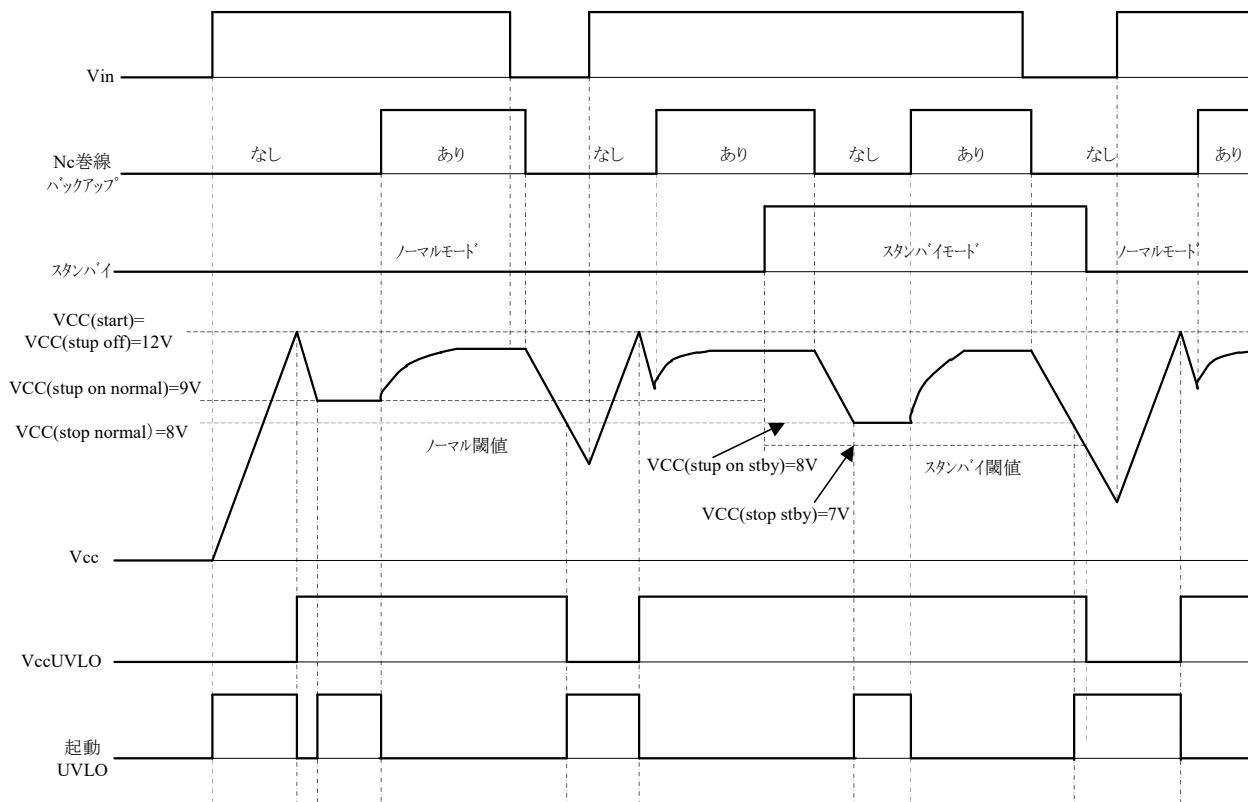 Vin
なし
あり
なし
あり
なし
あり
なし
あり
Nc巻線
バックアップ
ノーマルモード
スタンバイモード
ノーマルモード
スタンバイ
VCC(start)=
VCC(stup off)=12V
VCC(stup on normal)=9V
VCC(stop normal)=8V
ノーマル閾値
VCC(stup on stby)=8V
スタンバイ閾値
VCC(stop stby)=7V
Vcc
VccUVLO
起動
UVLO